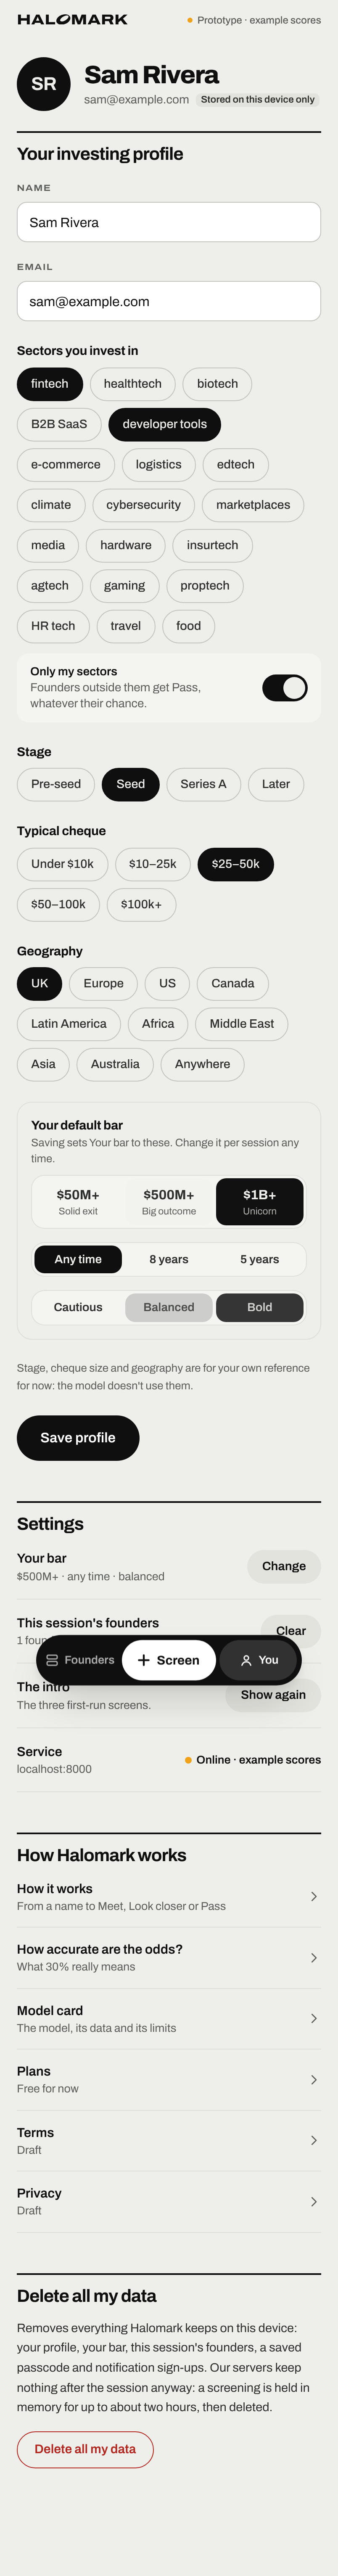 HALOMARK
Prototype · example scores
SR
Sam Rivera
sam@example.com
Stored on this device only
Your investing profile
NAME
Sam Rivera
EMAIL
sam@example.com
Sectors you invest in
fintech healthtech biotech
B2B SaaS developer tools
e-commerce logistics edtech
climate cybersecurity marketplaces
media hardware insurtech
agtech gaming proptech
HR tech travel food
Only my sectors
Founders outside them get Pass,
whatever their chance.
Stage
Pre-seed Seed Series A Later
Typical cheque
Under $10k $10–25k $25–50k
$50–100k $100k+
Geography
UK Europe US Canada
Latin America Africa Middle East
Asia Australia Anywhere
Your default bar
Saving sets Your bar to these. Change it per session any
time.
$50M+ $500M+ $1B+
Solid exit Big outcome Unicorn
Any time 8 years 5 years
Cautious Balanced Bold
Stage, cheque size and geography are for your own reference
for now: the model doesn't use them.
Save profile
Settings
Your bar
$500M+ · any time · balanced
Change
This session's founders
1
Clear
Founders Screen You
The intro
The three first-run screens.
Show again
Service
localhost:8000
Online · example scores
How Halomark works
How it works
From a name to Meet, Look closer or Pass
How accurate are the odds?
What 30% really means
Model card
The model, its data and its limits
Plans
Free for now
Terms
Draft
Privacy
Draft
Delete all my data
Removes everything Halomark keeps on this device:
your profile, your bar, this session's founders, a saved
passcode and notification sign-ups. Our servers keep
nothing after the session anyway: a screening is held in
memory for up to about two hours, then deleted.
Delete all my data